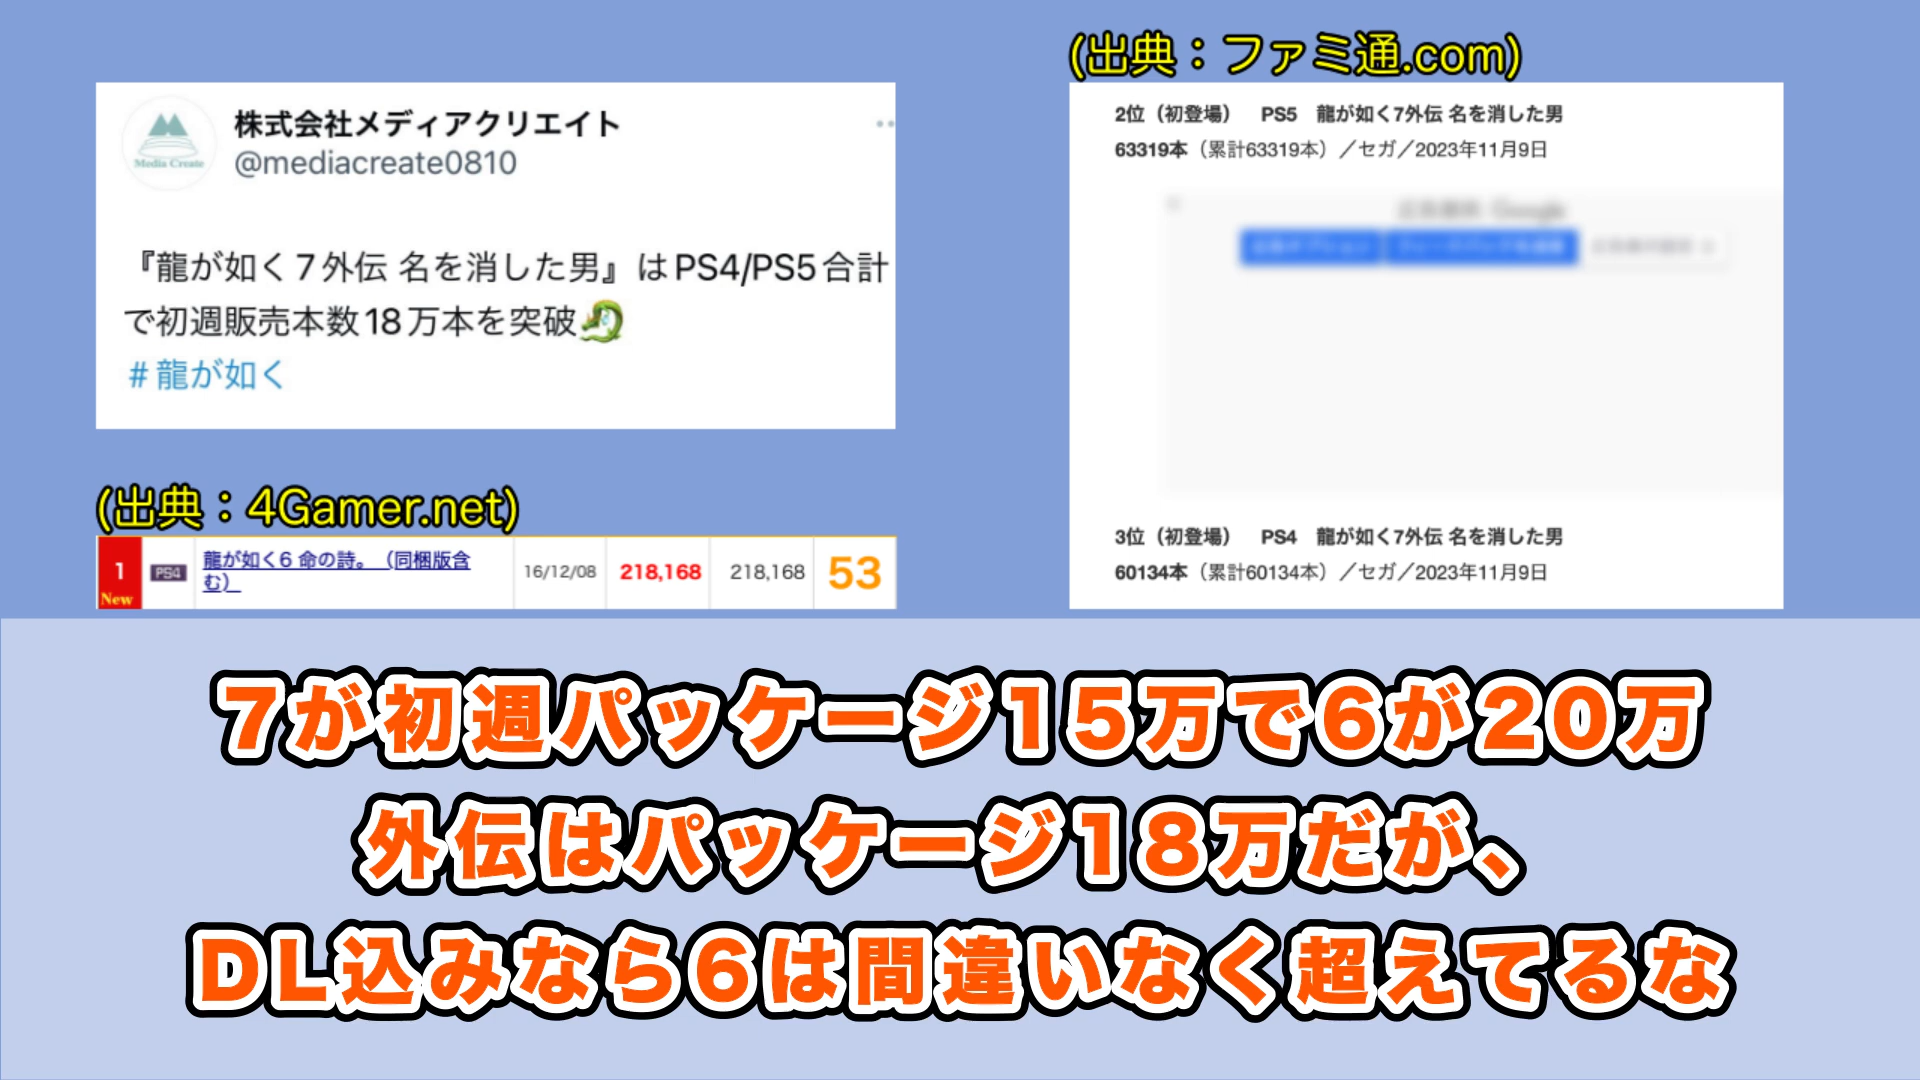 株式会社メディアクリエイト
Media Create
@mediacreate0810
『龍が如く7外伝 名を消した男』はPS4/PS5合計
で初週販売本数18万本を突破
#龍が如く
(出典：4Gamer.net)
1
New
PS4
龍が如く6 命の詩。（同梱版含
む）
16/12/08
218,168
218,168
53
(出典：ファミ通.com)
2位（初登場） PS5 龍が如く7外伝 名を消した男
63319本（累計63319本）／セガ／2023年11月9日
3位（初登場） PS4 龍が如く7外伝 名を消した男
60134本（累計60134本）／セガ／2023年11月9日
7が初週パッケージ15万で6が20万
外伝はパッケージ18万だが、
DL込みなら6は間違いなく超えてるな